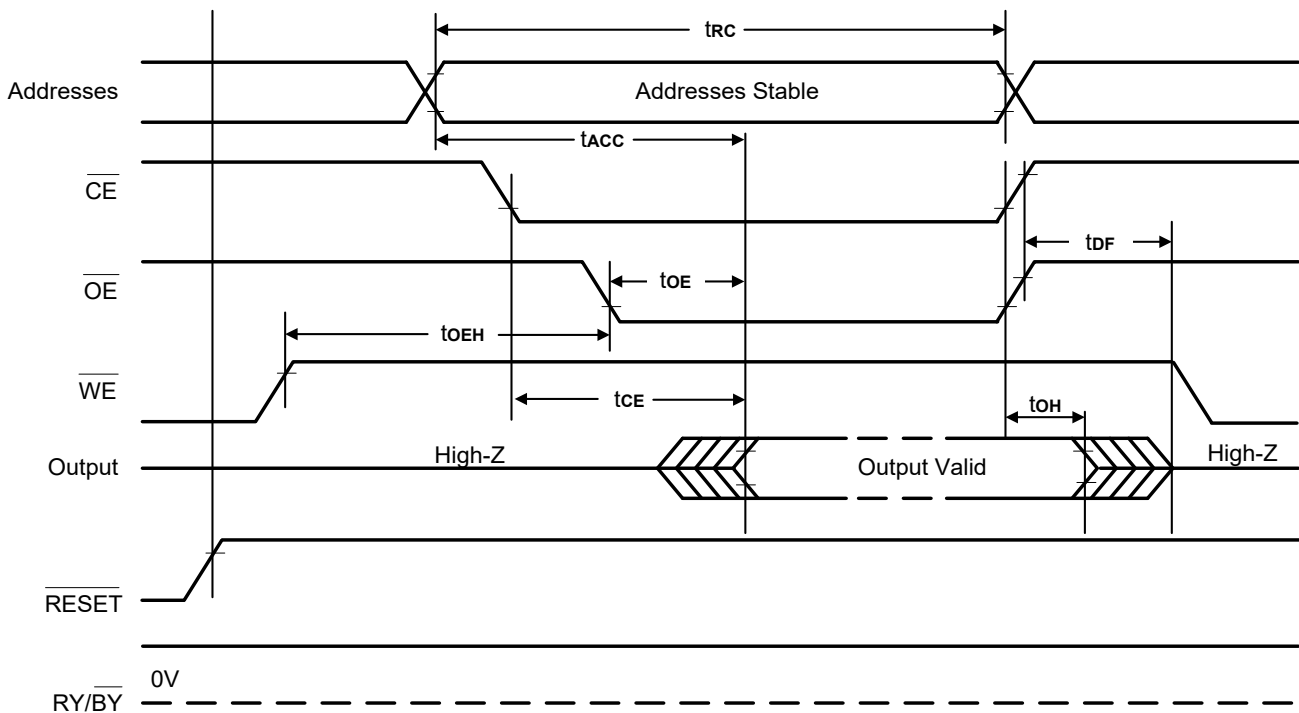 tRC
Addresses
Addresses Stable
tACC
CE
tDF
OE
tOE
tOEH
WE
tCE
tOH
Output
High-Z
Output Valid
High-Z
RESET
0V
RY/BY